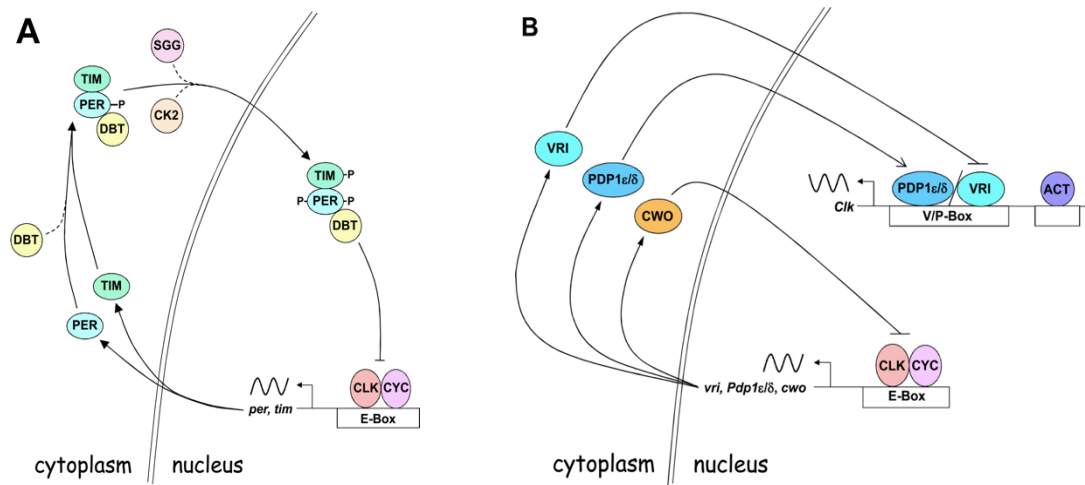 A
SGG
TIM
PER
P
DBT
CK2
TIM
P
P
PER
P
DBT
DBT
TIM
PER
CLK
CYC
per, tim
E-Box
cytoplasm
nucleus
B
VRI
PDP1ε/δ
CWO
PDP1ε/δ
VRI
ACT
Clk
V/P-Box
CLK
CYC
vri, Pdp1ε/δ, cwo
E-Box
cytoplasm
nucleus